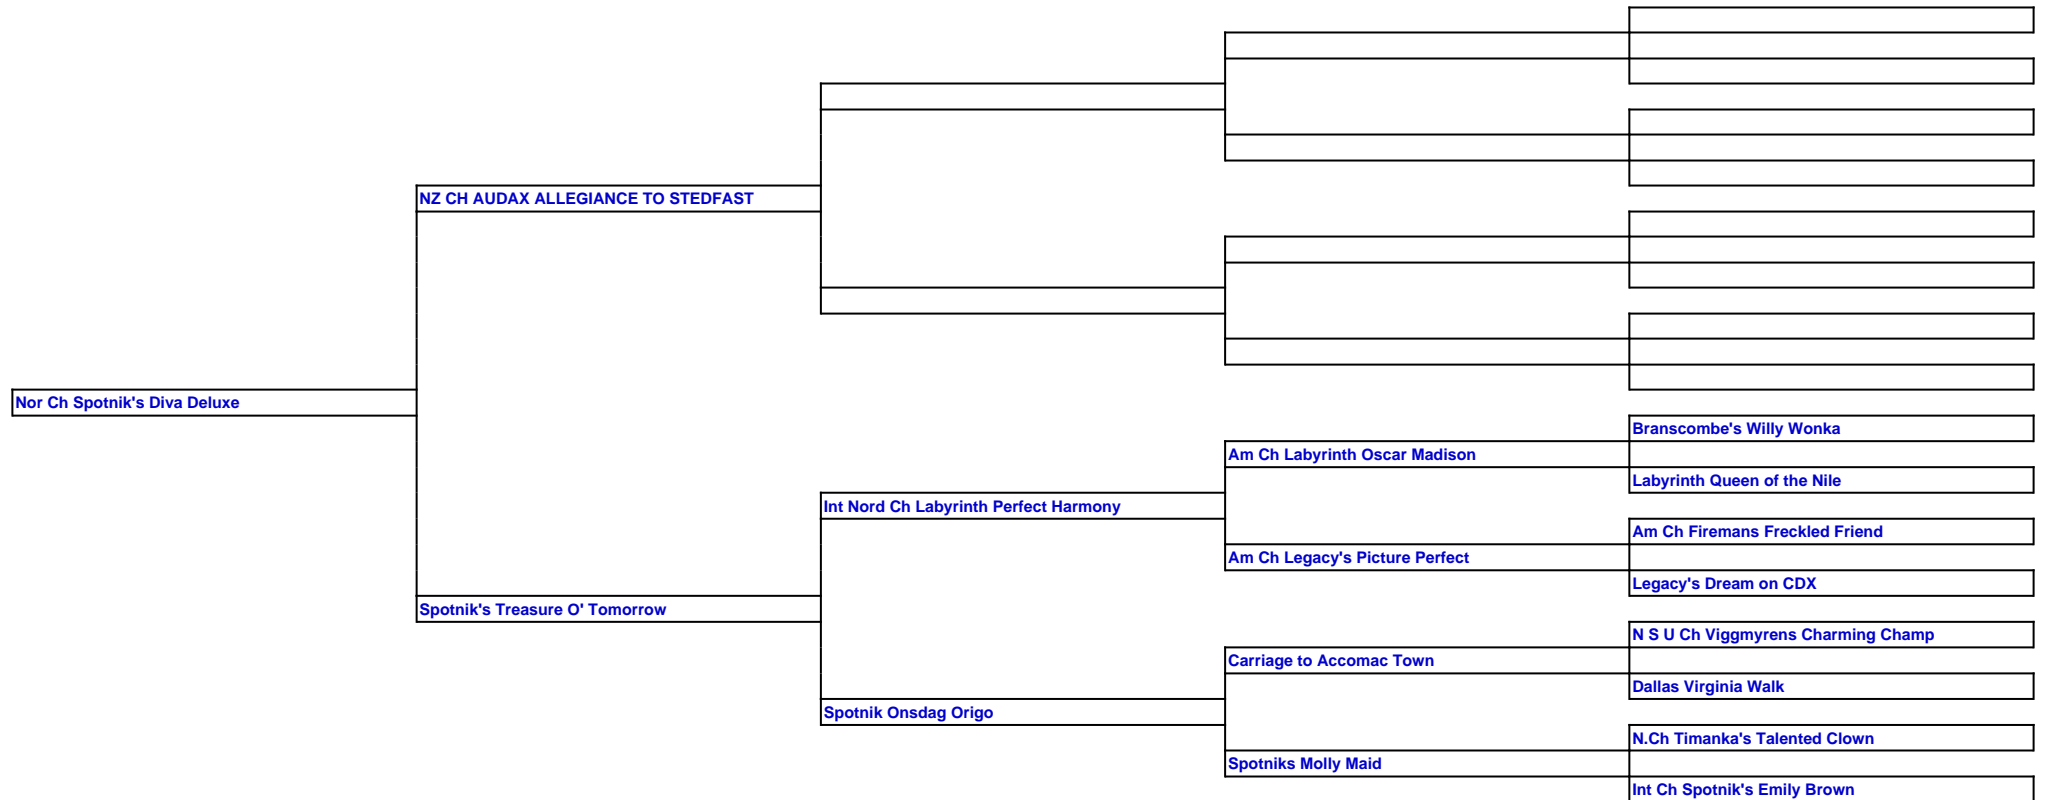 NZ CH AUDAX ALLEGIANCE TO STEDFAST
Nor Ch Spotnik's Diva Deluxe
Branscombe's Willy Wonka
Am Ch Labyrinth Oscar Madison
Labyrinth Queen of the Nile
Int Nord Ch Labyrinth Perfect Harmony
Am Ch Firemans Freckled Friend
Am Ch Legacy's Picture Perfect
Legacy's Dream on CDX
Spotnik's Treasure O' Tomorrow
N S U Ch Viggmyrens Charming Champ
Carriage to Accomac Town
Dallas Virginia Walk
Spotnik Onsdag Origo
N.Ch Timanka's Talented Clown
Spotniks Molly Maid
Int Ch Spotnik's Emily Brown